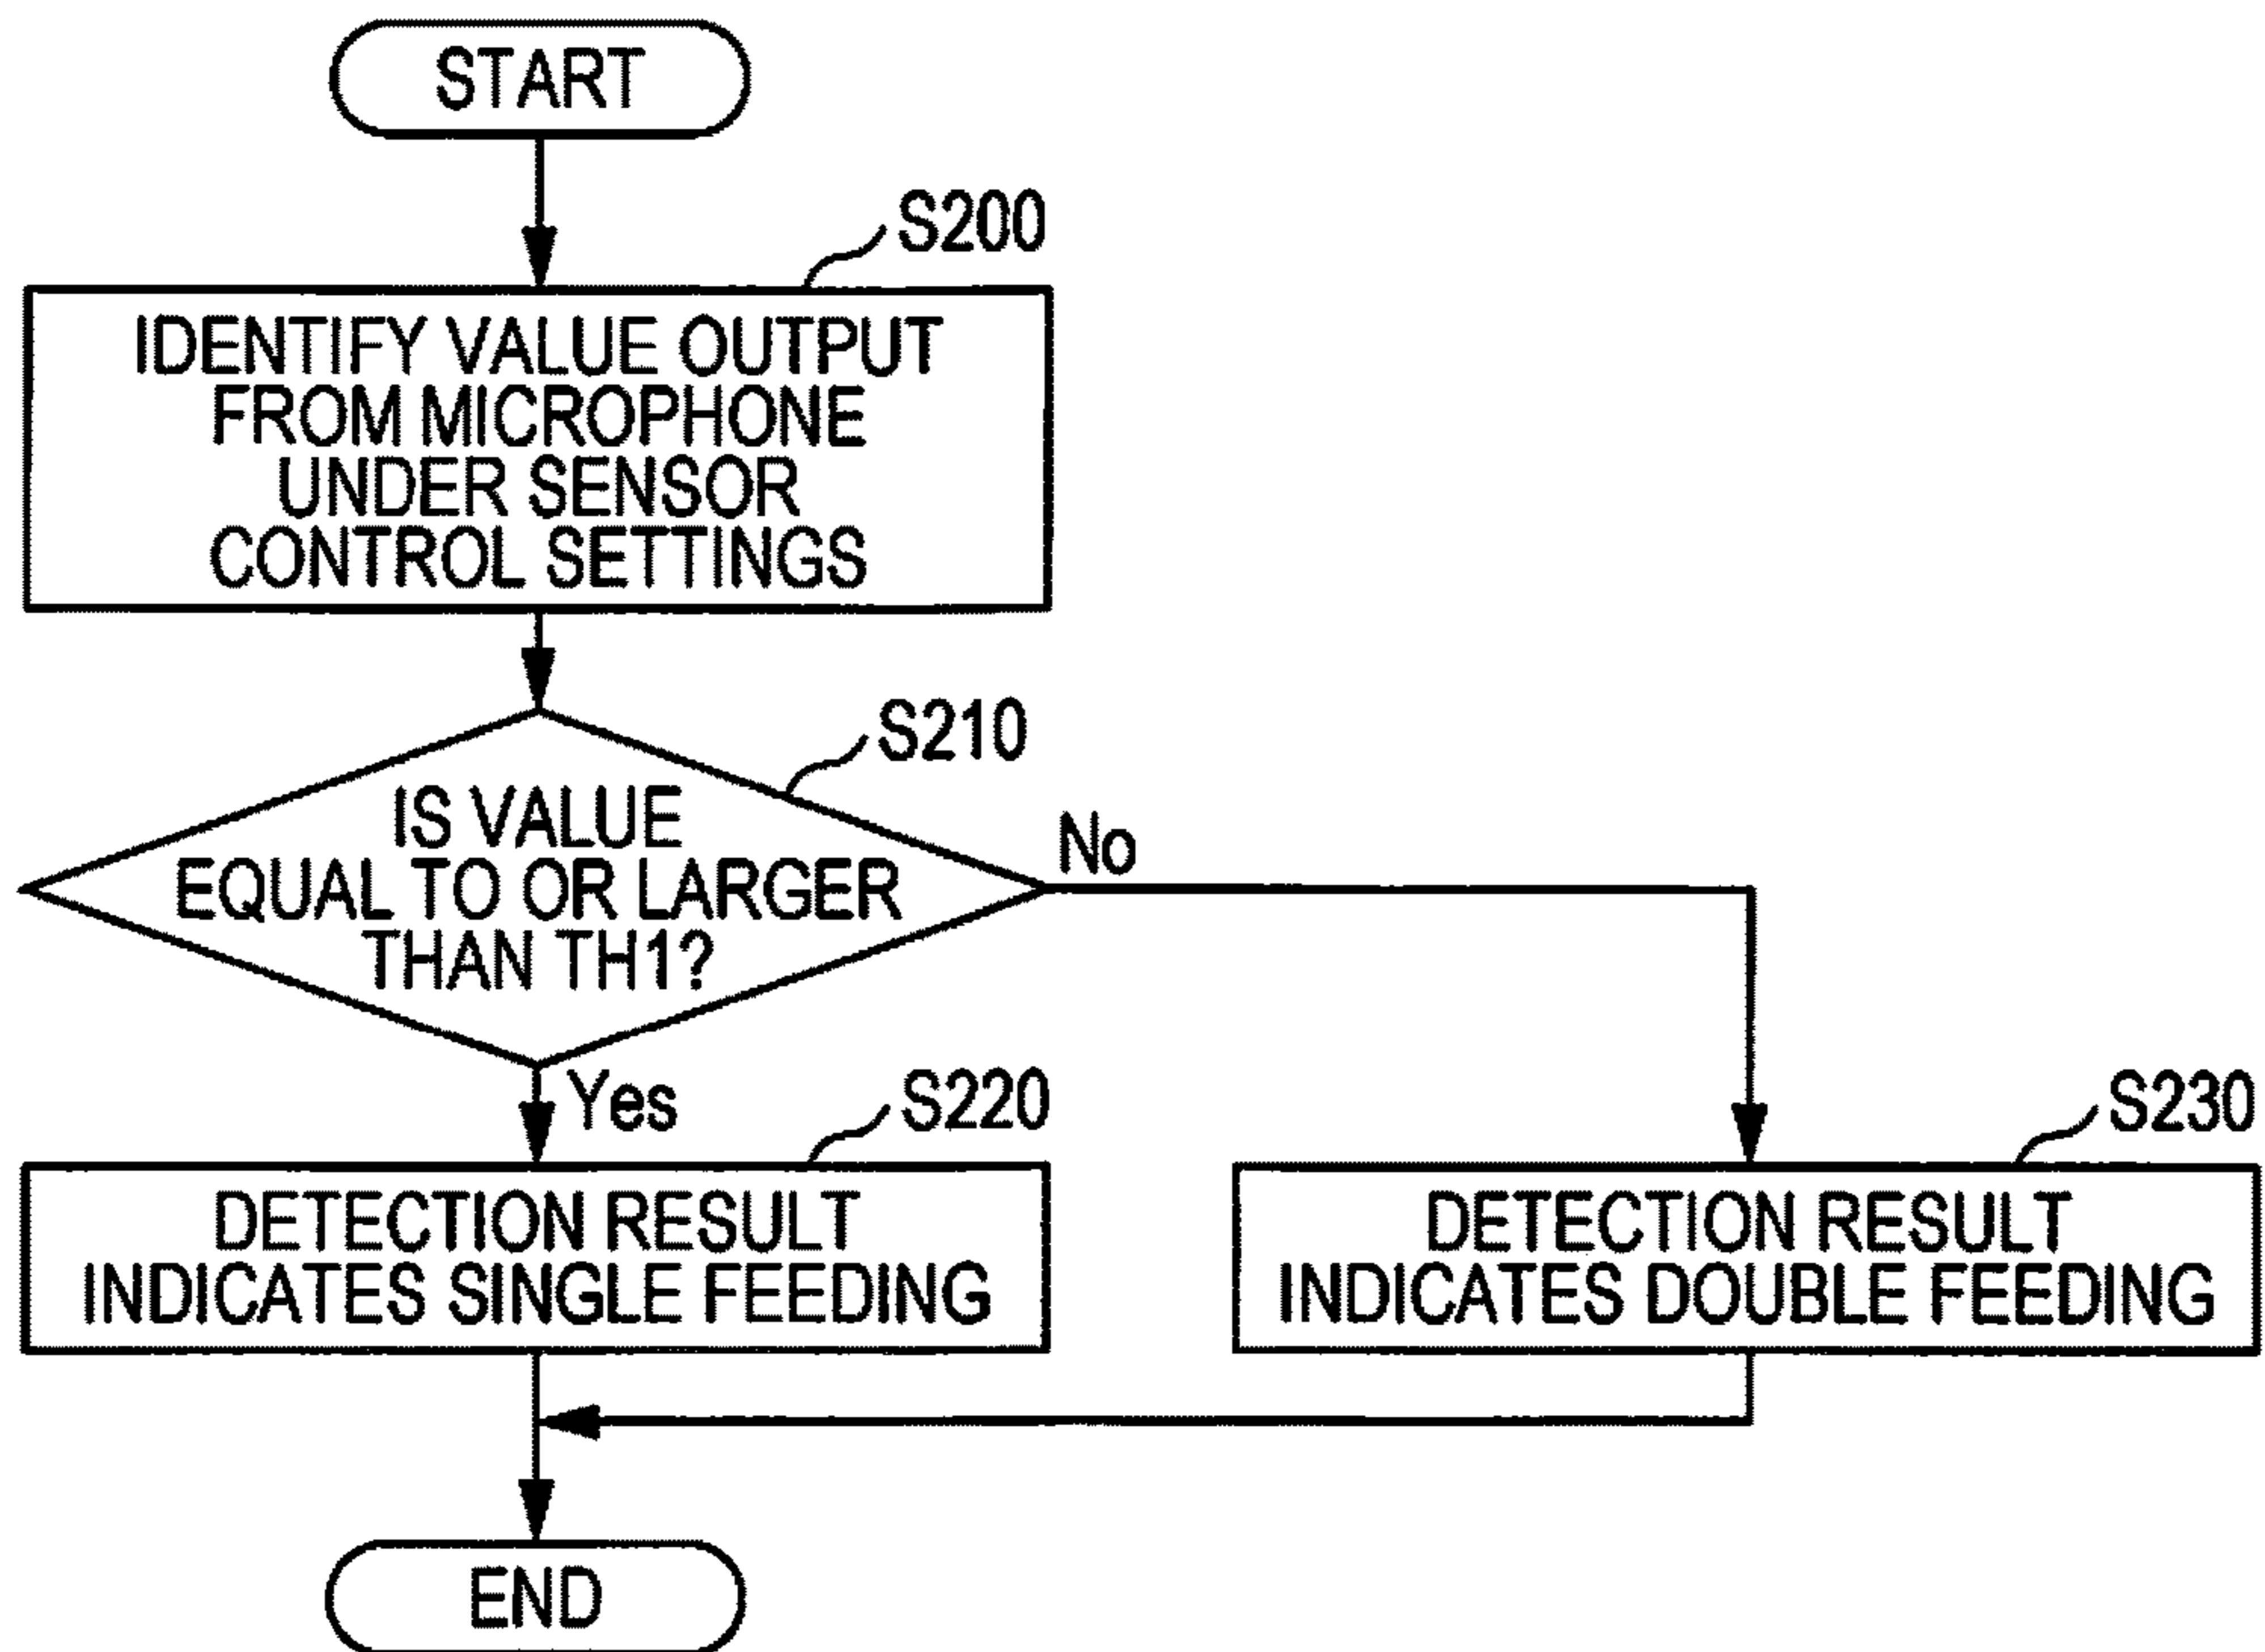 START
S200
IDENTIFY VALUE OUTPUT
FROM MICROPHONE
UNDER SENSOR
CONTROL SETTINGS
S210
IS VALUE
EQUAL TO OR LARGER
THAN TH1?
No
Yes
S220
DETECTION RESULT
INDICATES SINGLE FEEDING
S230
DETECTION RESULT
INDICATES DOUBLE FEEDING
END